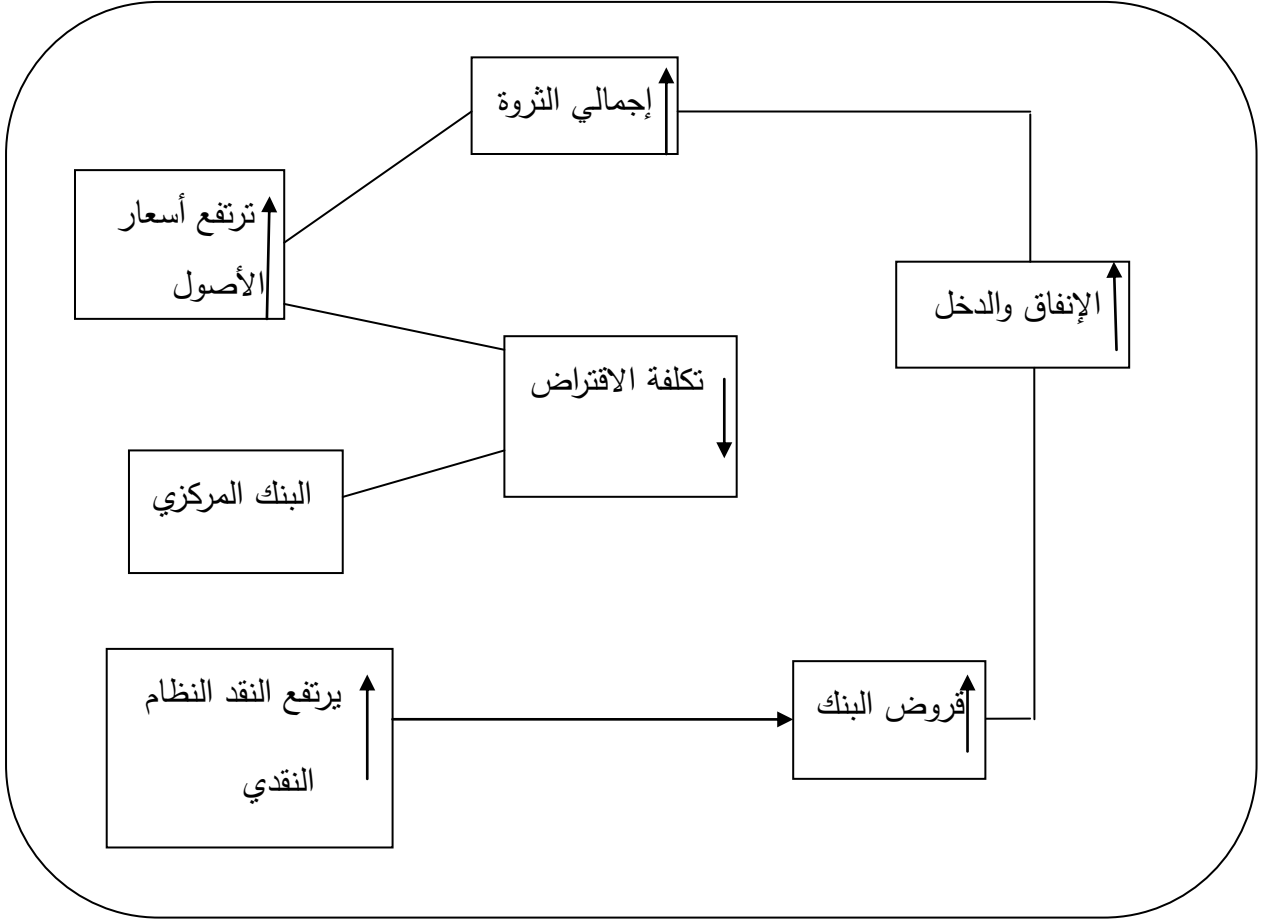 إجمالي الثروة
ترتفع أسعار
الأصول
الإنفاق والدخل
تكلفة الاقتراض
البنك المركزي
يرتفع النقد النظام
النقدي
قروض البنك